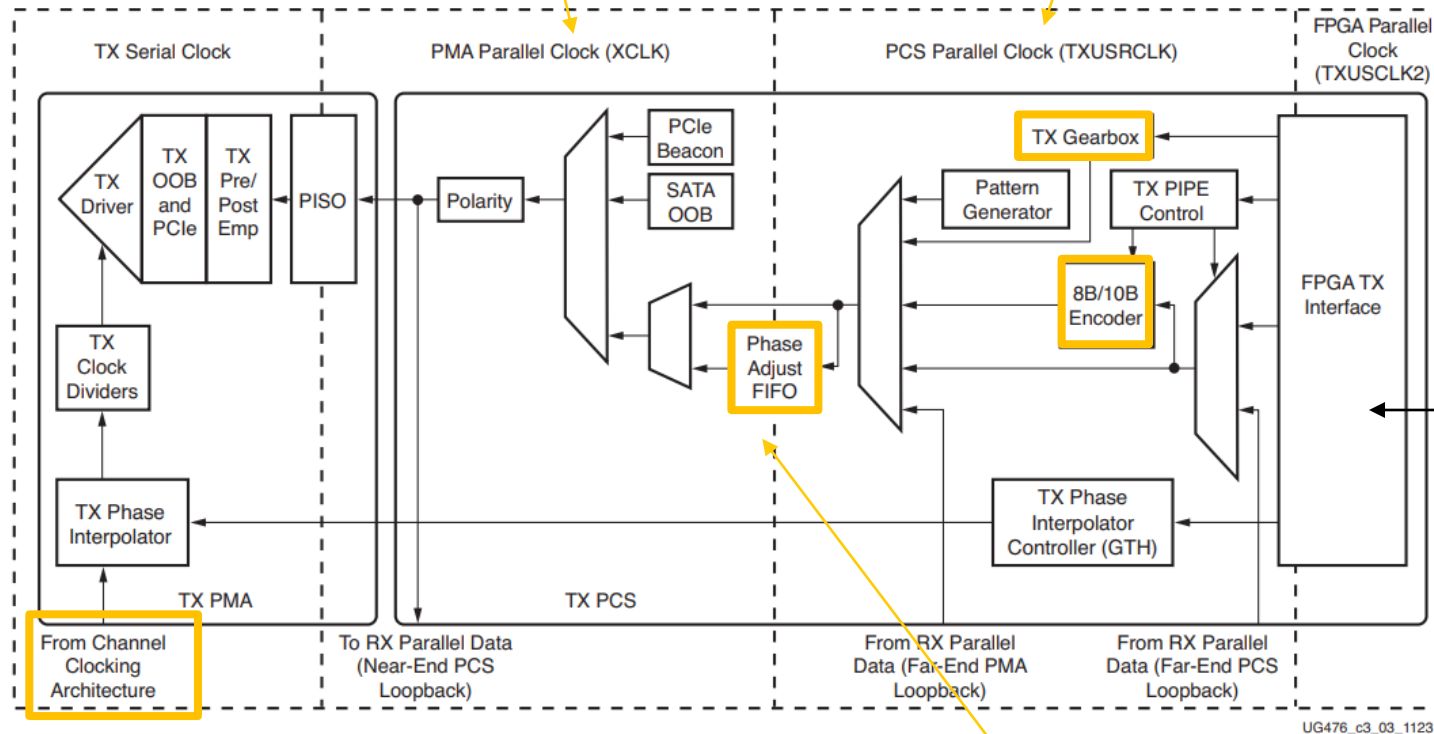 TX Serial Clock
PMA Parallel Clock (XCLK)
PCS Parallel Clock (TXUSRCLK)
FPGA Parallel
Clock
(TXUSCLK2)
TX
Driver
TX
OOB
and
PCIe
TX
Pre/
Post
Emp
PISO
Polarity
PCIe
Beacon
SATA
OOB
TX Gearbox
Pattern
Generator
TX PIPE
Control
8B/10B
Encoder
FPGA TX
Interface
Phase
Adjust
FIFO
TX
Clock
Dividers
TX Phase
Interpolator
TX Phase
Interpolator
Controller (GTH)
TX PMA
TX PCS
From Channel
Clocking
Architecture
To RX Parallel Data
(Near-End PCS
Loopback)
From RX Parallel
Data (Far-End PMA
Loopback)
From RX Parallel
Data (Far-End PCS
Loopback)
UG476_c3_03_1123